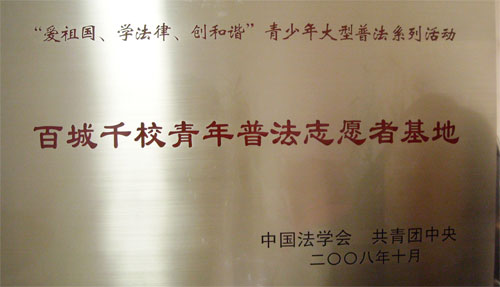 “爱祖国、学法律、创和谐”青少年大型普法系列活动
百城千校青年普法志愿者基地
中国法学会 共青团中央
二〇〇八年十月